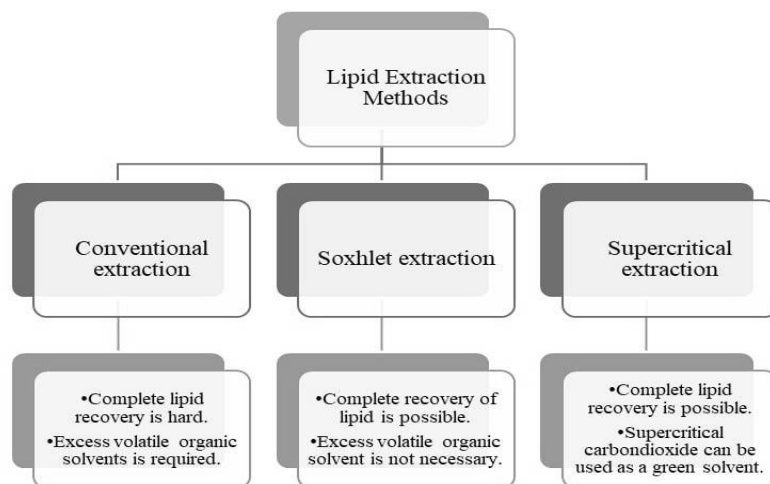 Lipid Extraction
Methods
Conventional
extraction
Soxhlet extraction
Supercritical
extraction
•Complete lipid
recovery is hard.
•Excess volatile organic
solvents is required.
•Complete recovery of
lipid is possible.
•Excess volatile organic
solvent is not necessary.
•Complete lipid
recovery is possible.
•Supercritical
carbondioxide can be
used as a green solvent.